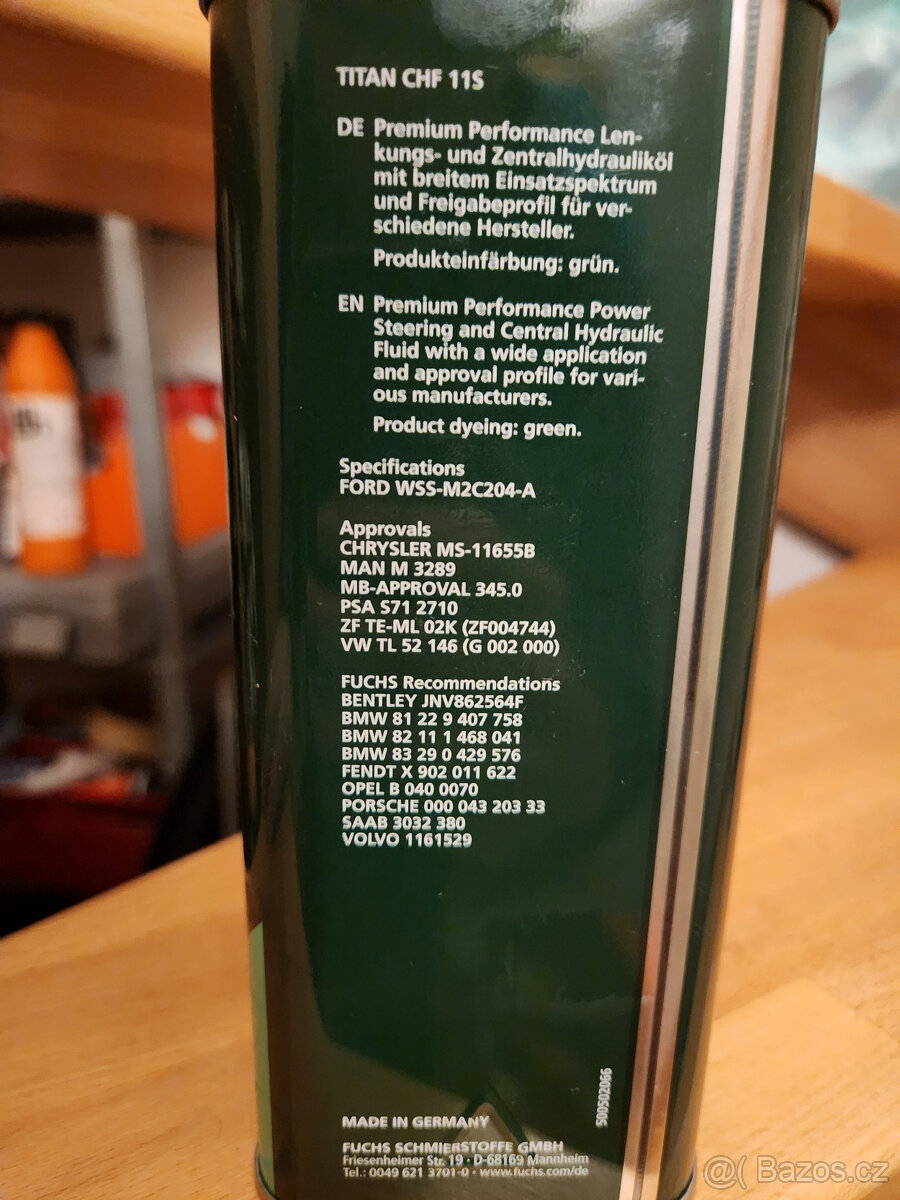 TITAN CHF 11S
DE Premium Performance Len-
kungs- und Zentralhydrauliköl
mit breitem Einsatzspektrum
und Freigabeprofil für ver-
schiedene Hersteller.
Produkteinfärbung: grün.
EN Premium Performance Power
Steering and Central Hydraulic
Fluid with a wide application
and approval profile for vari-
ous manufacturers.
Product dyeing: green.
Specifications
FORD WSS-M2C204-A
Approvals
CHRYSLER MS-11655B
MAN M 3289
MB-APPROVAL 345.0
PSA S71 2710
ZF TE-ML 02K (ZF004744)
VW TL 52 146 (G 002 000)
FUCHS Recommendations
BENTLEY JNV862564F
BMW 81 22 9 407 758
BMW 82 11 1 468 041
BMW 83 29 0 429 576
FENDT X 902 011 622
OPEL B 040 0070
PORSCHE 000 043 203 33
SAAB 3032 380
VOLVO 1161529
500502066
MADE IN GERMANY
FUCHS SCHMIERSTOFFE GMBH
Friesenheimer Str. 19 · D-68169 Mannheim
Tel.: 0049 621 3701-0 · www.fuchs.com/de
@( Bazos.cz